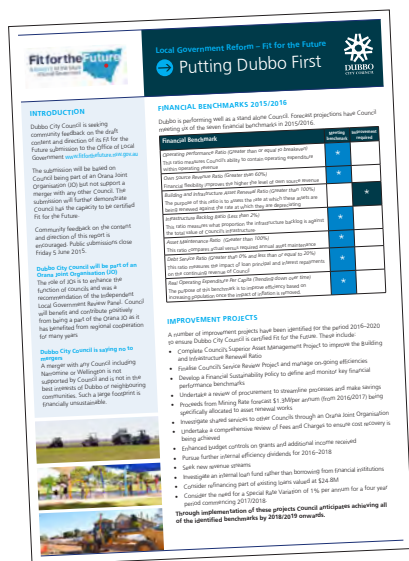 Fit for the Future
Local Government Reform – Fit for the Future
Putting Dubbo First
DUBBO
CITY COUNCIL
INTRODUCTION
Dubbo City Council is seeking
community feedback on the draft
content and direction of its Fit for the
Future submission to the Office of Local
Government www.fitforthefuture.nsw.gov.au
The submission will be based on
Council being part of an Orana Joint
Organisation (JO) but not support a
merger with any other Council. The
submission will further demonstrate
Council has the capacity to be certified
Fit for the Future.
Community feedback on the content
and direction of this report is
encouraged. Public submissions close
Friday 5 June 2015.
Dubbo City Council will be part of an
Orana Joint Organisation (JO)
The role of JOs is to enhance the
function of councils and was a
recommendation of the Independent
Local Government Review Panel. Council
will benefit and contribute positively
from being a part of the Orana JO as it
has benefited from regional cooperation
for many years.
Dubbo City Council is saying no to
mergers
A merger with any Council including
Narromine or Wellington is not
supported by Council and is not in the
best interests of Dubbo or neighbouring
communities. Such a large footprint is
financially unsustainable.
FINANCIAL BENCHMARKS 2015/2016
Dubbo is performing well as a stand alone Council. Forecast projections have Council
meeting six of the seven financial benchmarks in 2015/2016.
Financial Benchmark
Meeting benchmark
Improvement required
Operating Performance Ratio (Greater than or equal to break-even)
This ratio measures Council's ability to contain operating expenditure
within operating revenue
Own Source Revenue Ratio (Greater than 60%)
Financial flexibility improves the higher the level of own source revenue
Building and Infrastructure Asset Renewal Ratio (Greater than 100%)
The purpose of this ratio is to assess the rate at which these assets are
being renewed against the rate at which they are depreciating
Infrastructure Backlog Ratio (Less than 2%)
This ratio measures what proportion the infrastructure backlog is against
the total value of Council's infrastructure
Asset Maintenance Ratio (Greater than 100%)
This ratio compares actual versus required annual asset maintenance
Debt Service Ratio (Greater than 0% and less than or equal to 20%)
This ratio measures the impact of loan principal and interest repayments
on the continuing revenue of Council
Real Operating Expenditure Per Capita (Trending down over time)
The purpose of this benchmark is to improve efficiency based on
increasing population once the impact of inflation is removed
IMPROVEMENT PROJECTS
A number of improvement projects have been identified for the period 2016–2020
to ensure Dubbo City Council is certified Fit for the Future. These include:
• Complete Council's Superior Asset Management Project to improve the Building
and Infrastructure Renewal Ratio
• Finalise Council's Service Review Project and manage on-going efficiencies
• Develop a Financial Sustainability Policy to define and monitor key financial
performance benchmarks
• Undertake a review of procurement to streamline processes and make savings
• Proceeds from Mining Rate forecast $1.3M/per annum (from 2016/2017) being
specifically allocated to asset renewal works
• Investigate shared services to other Councils through an Orana Joint Organisation
• Undertake a comprehensive review of Fees and Charges to ensure cost recovery is
being achieved
• Enhanced budget controls on grants and additional income received
• Pursue further internal efficiency dividends for 2016–2018
• Seek new revenue streams
• Investigate an internal loan fund rather than borrowing from financial institutions
• Consider refinancing part of existing loans valued at $24.8M
• Consider the need for a Special Rate Variation of 1% per annum for a four year
period commencing 2017/2018
Through implementation of these projects Council anticipates achieving all
of the identified benchmarks by 2018/2019 onwards.